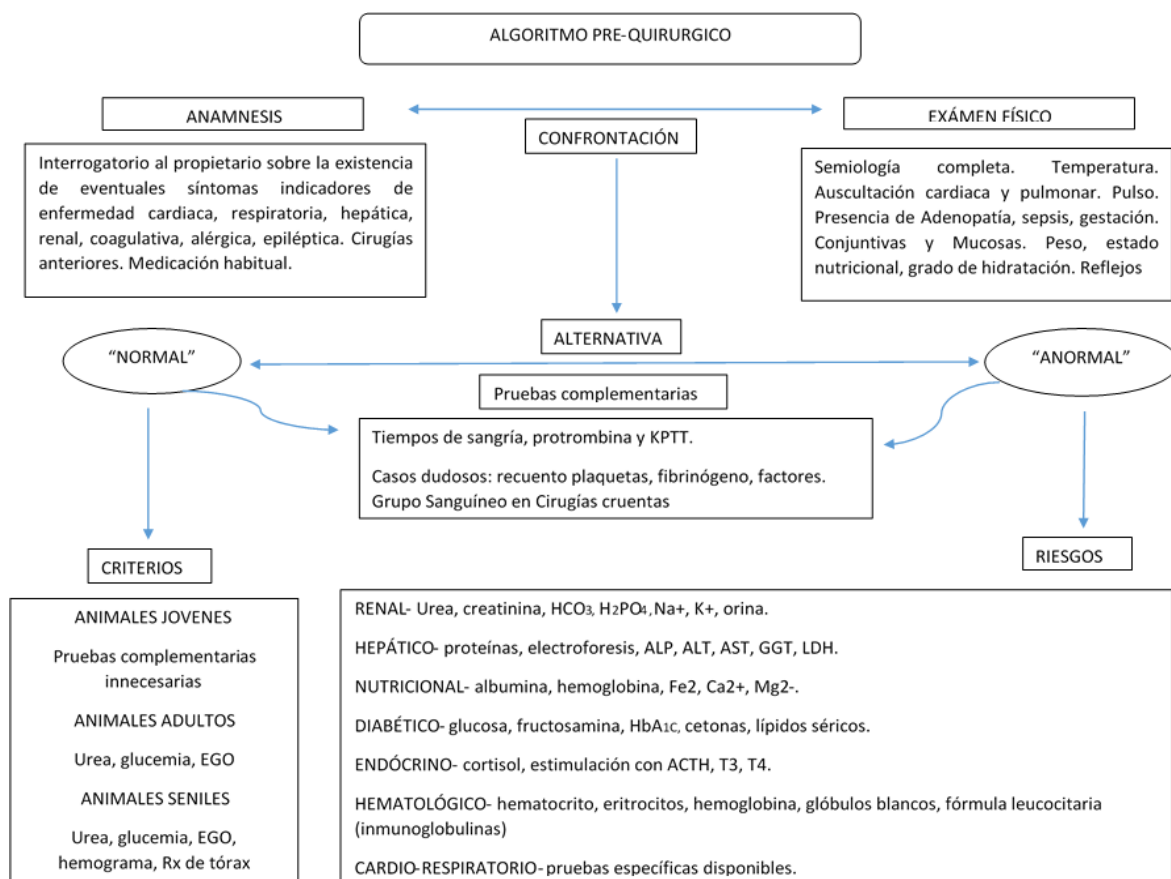 ALGORITMO PRE-QUIRURGICO
ANAMNESIS
EXÁMEN FÍSICO
CONFRONTACIÓN
Interrogatorio al propietario sobre la existencia
de eventuales síntomas indicadores de
enfermedad cardiaca, respiratoria, hepática,
renal, coagulativa, alérgica, epiléptica. Cirugías
anteriores. Medicación habitual.
Semiología completa. Temperatura.
Auscultación cardiaca y pulmonar. Pulso.
Presencia de Adenopatía, sepsis, gestación.
Conjuntivas y Mucosas. Peso, estado
nutricional, grado de hidratación. Reflejos
ALTERNATIVA
“NORMAL”
“ANORMAL”
Pruebas complementarias
Tiempos de sangría, protrombina y KPTT.
Casos dudosos: recuento plaquetas, fibrinógeno, factores.
Grupo Sanguíneo en Cirugías cruentas
CRITERIOS
RIESGOS
ANIMALES JOVENES
Pruebas complementarias
innecesarias
ANIMALES ADULTOS
Urea, glucemia, EGO
ANIMALES SENILES
Urea, glucemia, EGO,
hemograma, Rx de tórax
RENAL- Urea, creatinina, HCO3, H2PO4,Na+, K+, orina.
HEPÁTICO- proteínas, electroforesis, ALP, ALT, AST, GGT, LDH.
NUTRICIONAL- albumina, hemoglobina, Fe2, Ca2+, Mg2-.
DIABÉTICO- glucosa, fructosamina, HbA1C, cetonas, lípidos séricos.
ENDÓCRINO- cortisol, estimulación con ACTH, T3, T4.
HEMATOLÓGICO- hematocrito, eritrocitos, hemoglobina, glóbulos blancos, fórmula leucocitaria
(inmunoglobulinas)
CARDIO-RESPIRATORIO- pruebas específicas disponibles.